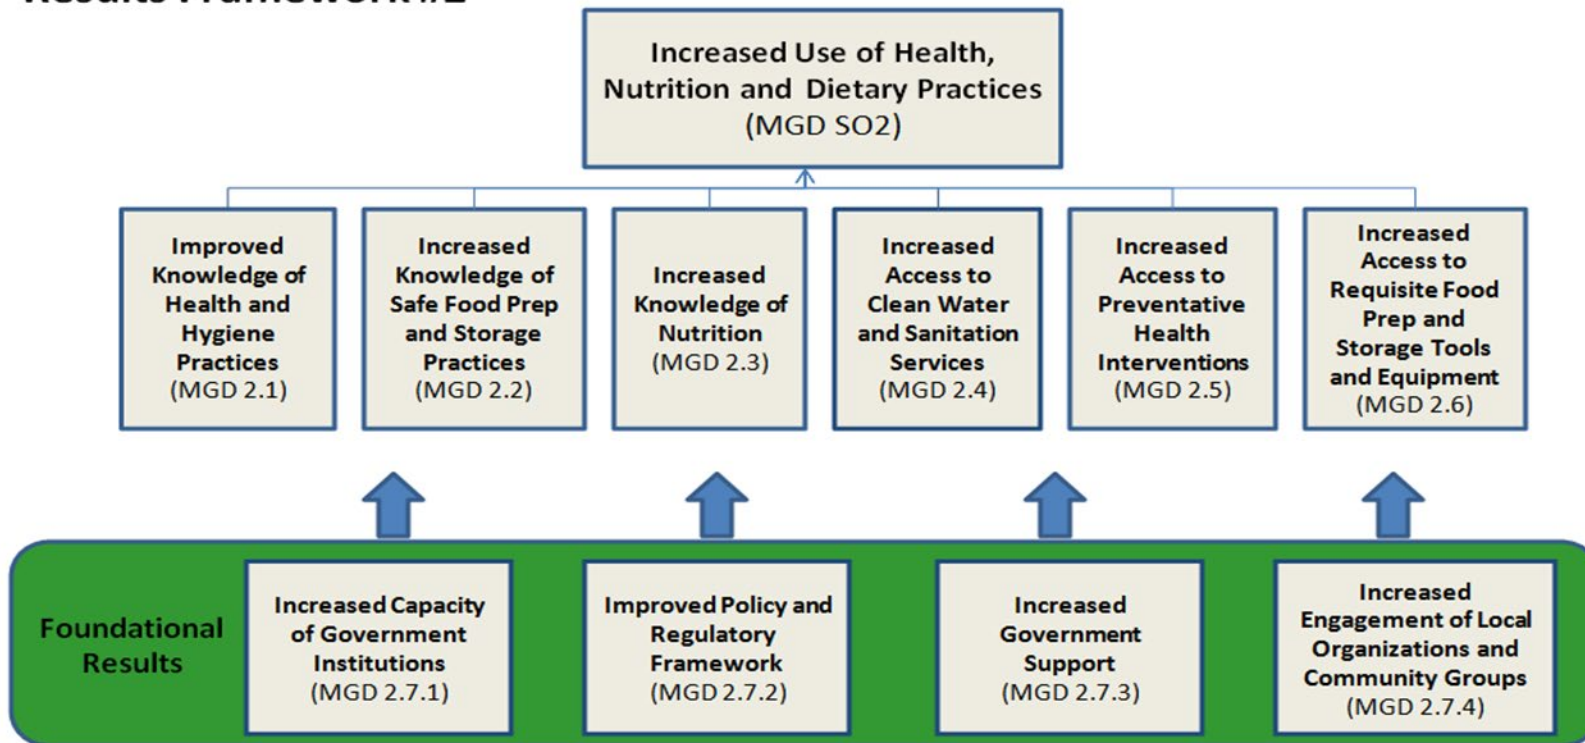 Results Framework #2
Increased Use of Health,
Nutrition and Dietary Practices
(MGD SO2)
Improved
Knowledge of
Health and
Hygiene
Practices
(MGD 2.1)
Increased
Knowledge of
Safe Food Prep
and Storage
Practices
(MGD 2.2)
Increased
Knowledge of
Nutrition
(MGD 2.3)
Increased
Access to
Clean Water
and Sanitation
Services
(MGD 2.4)
Increased
Access to
Preventative
Health
Interventions
(MGD 2.5)
Increased
Access to
Requisite Food
Prep and
Storage Tools
and Equipment
(MGD 2.6)
Foundational
Results
Increased Capacity
of Government
Institutions
(MGD 2.7.1)
Improved Policy and
Regulatory
Framework
(MGD 2.7.2)
Increased
Government
Support
(MGD 2.7.3)
Increased
Engagement of Local
Organizations and
Community Groups
(MGD 2.7.4)